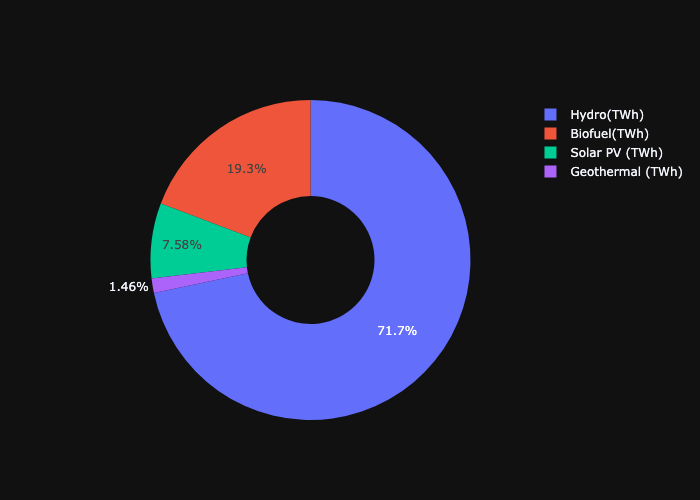 Hydro(TWh)
Biofuel(TWh)
Solar PV (TWh)
Geothermal (TWh)
19.3%
7.58%
1.46%
71.7%